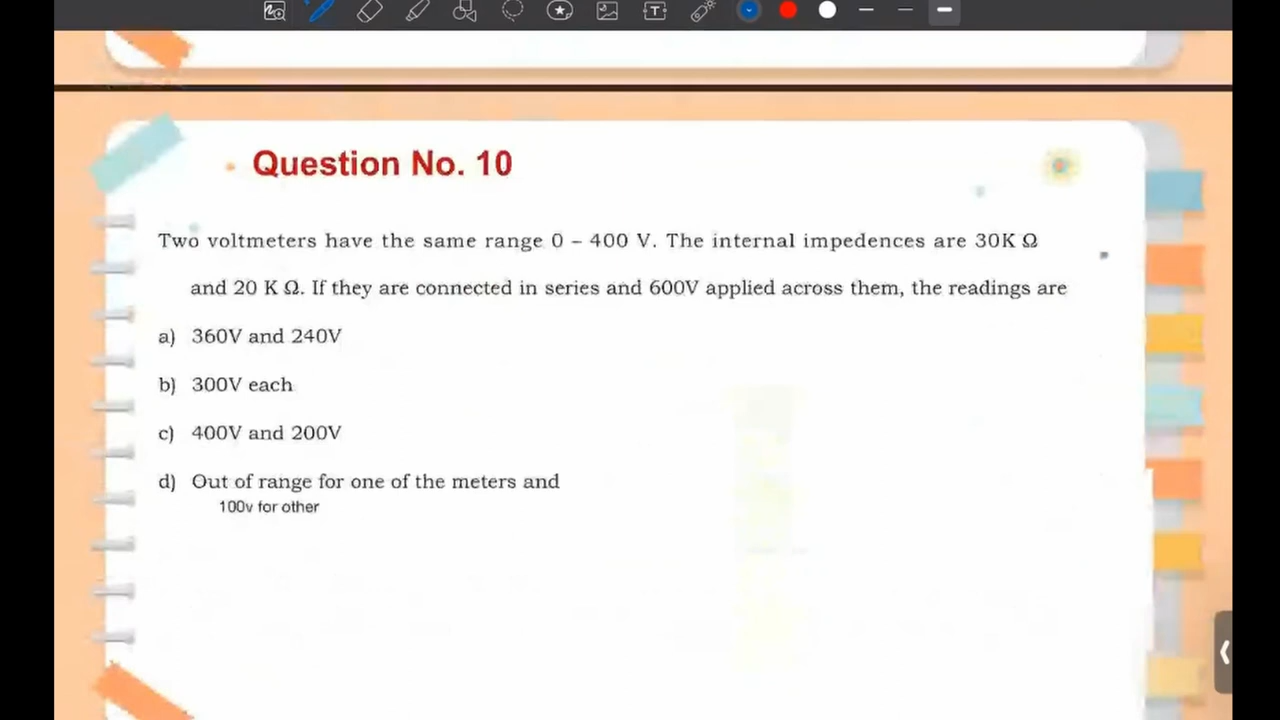 Question No. 10
Two voltmeters have the same range 0 – 400 V. The internal impedences are 30K Ω
and 20 K Ω. If they are connected in series and 600V applied across them, the readings are
a) 360V and 240V
b) 300V each
c) 400V and 200V
d) Out of range for one of the meters and
100v for other